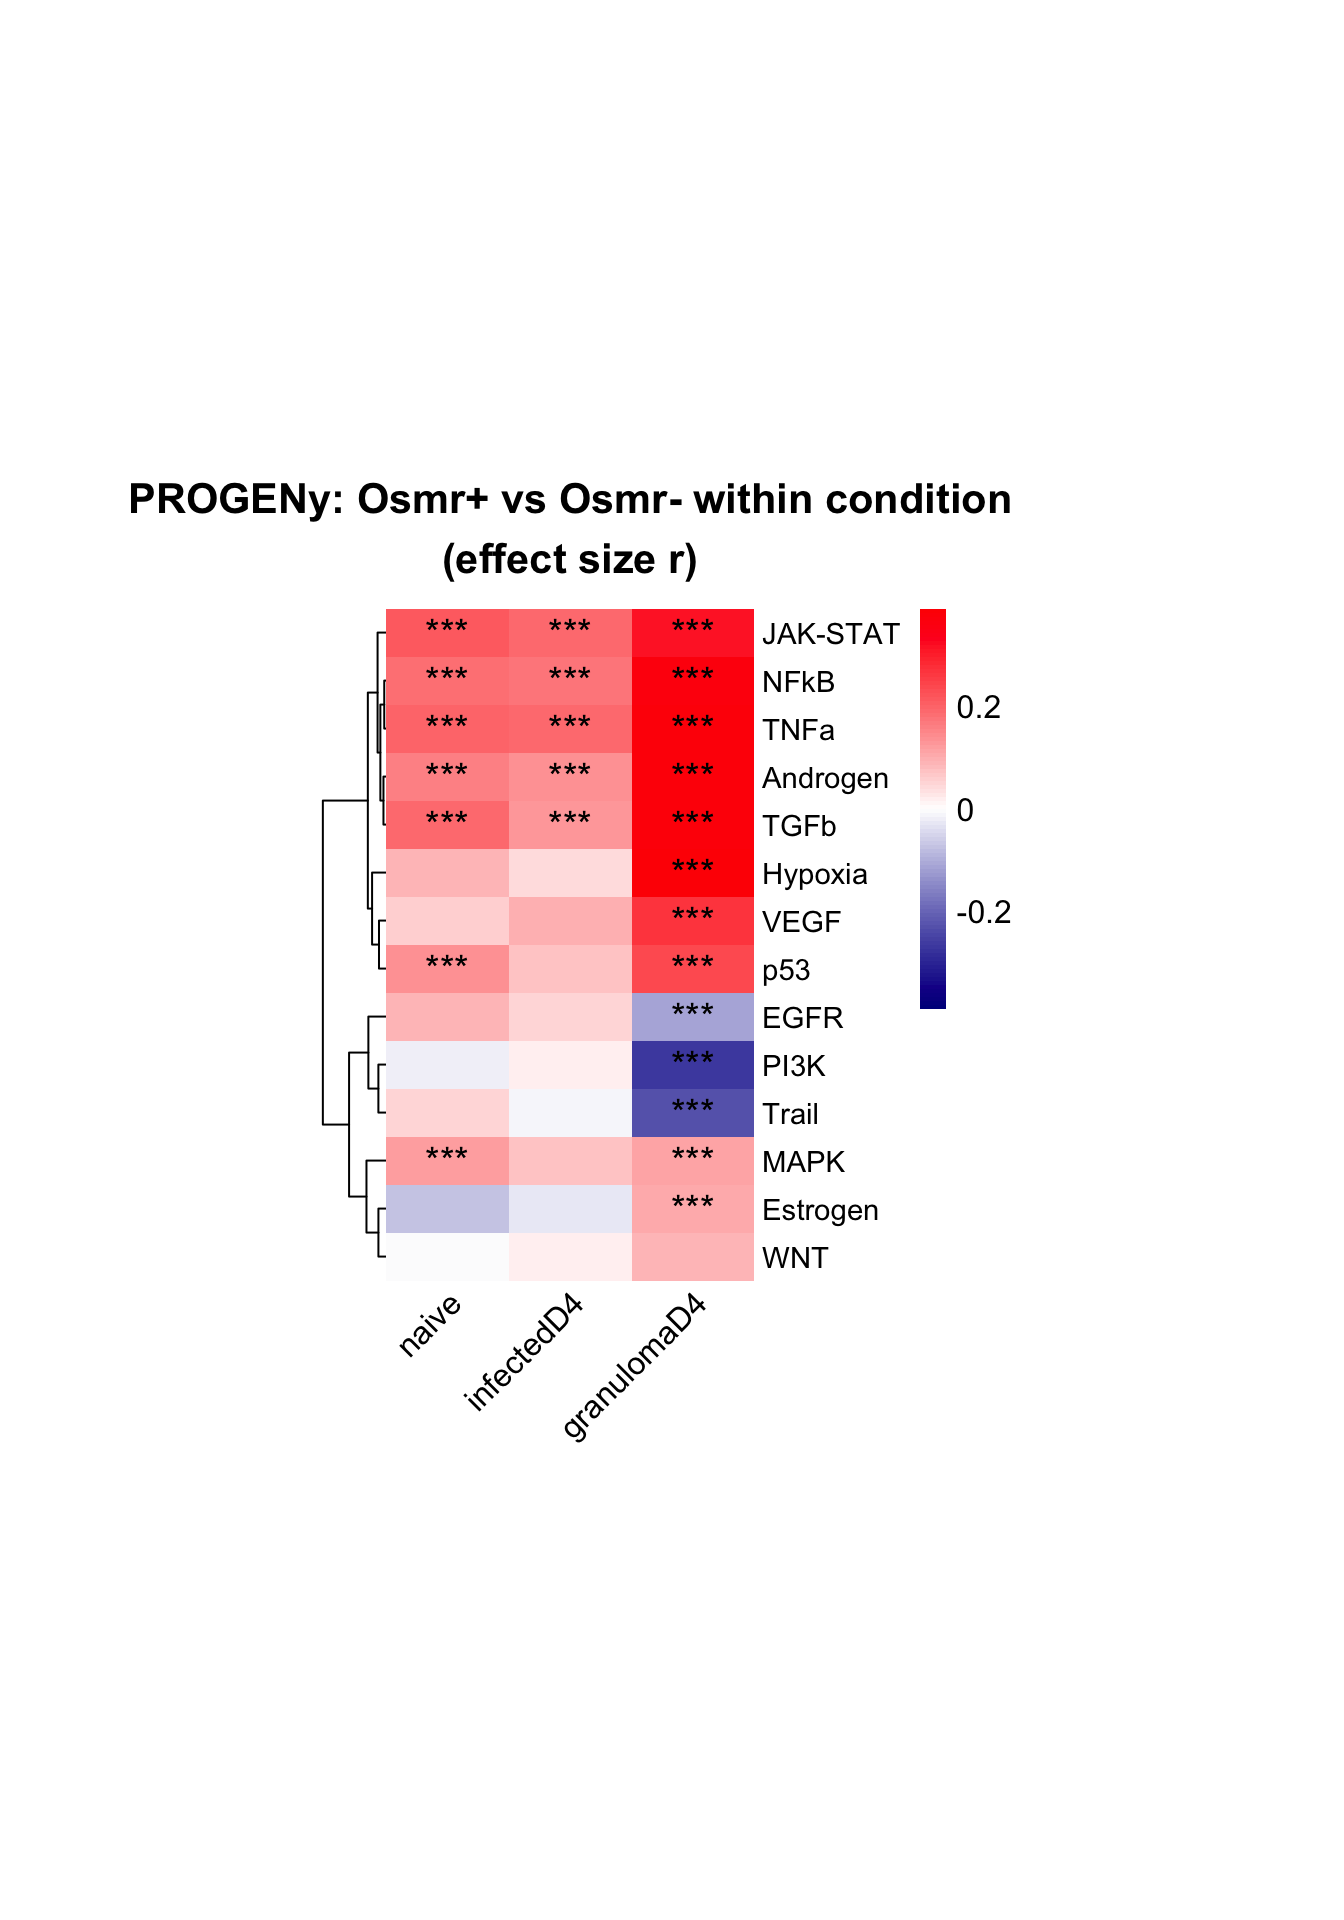 PROGENy: Osmr+ vs Osmr- within condition
(effect size r)
*** *** *** JAK-STAT
*** *** *** NFkB
*** *** *** TNFa
*** *** *** Androgen
*** *** *** TGFb
*** Hypoxia
*** VEGF
*** *** p53
*** EGFR
*** PI3K
*** Trail
*** *** MAPK
*** Estrogen
WNT
0.2
0
-0.2
naive
infectedD4
granulomaD4